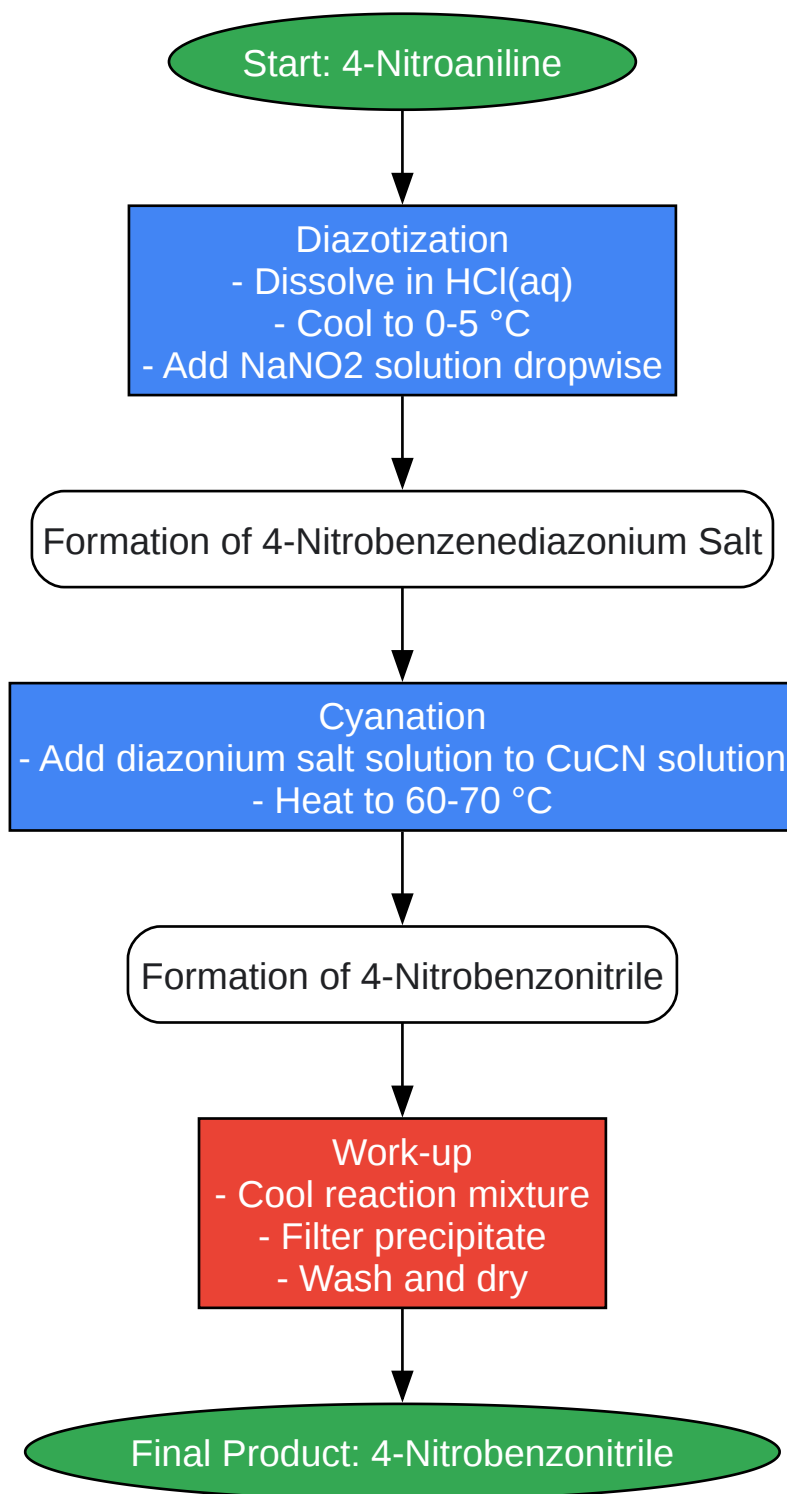 Start: 4-Nitroaniline
Diazotization
- Dissolve in HCl(aq)
- Cool to 0-5 °C
- Add NaNO2 solution dropwise
Formation of 4-Nitrobenzenediazonium Salt
Cyanation
- Add diazonium salt solution to CuCN solution
- Heat to 60-70 °C
Formation of 4-Nitrobenzonitrile
Work-up
- Cool reaction mixture
- Filter precipitate
- Wash and dry
Final Product: 4-Nitrobenzonitrile